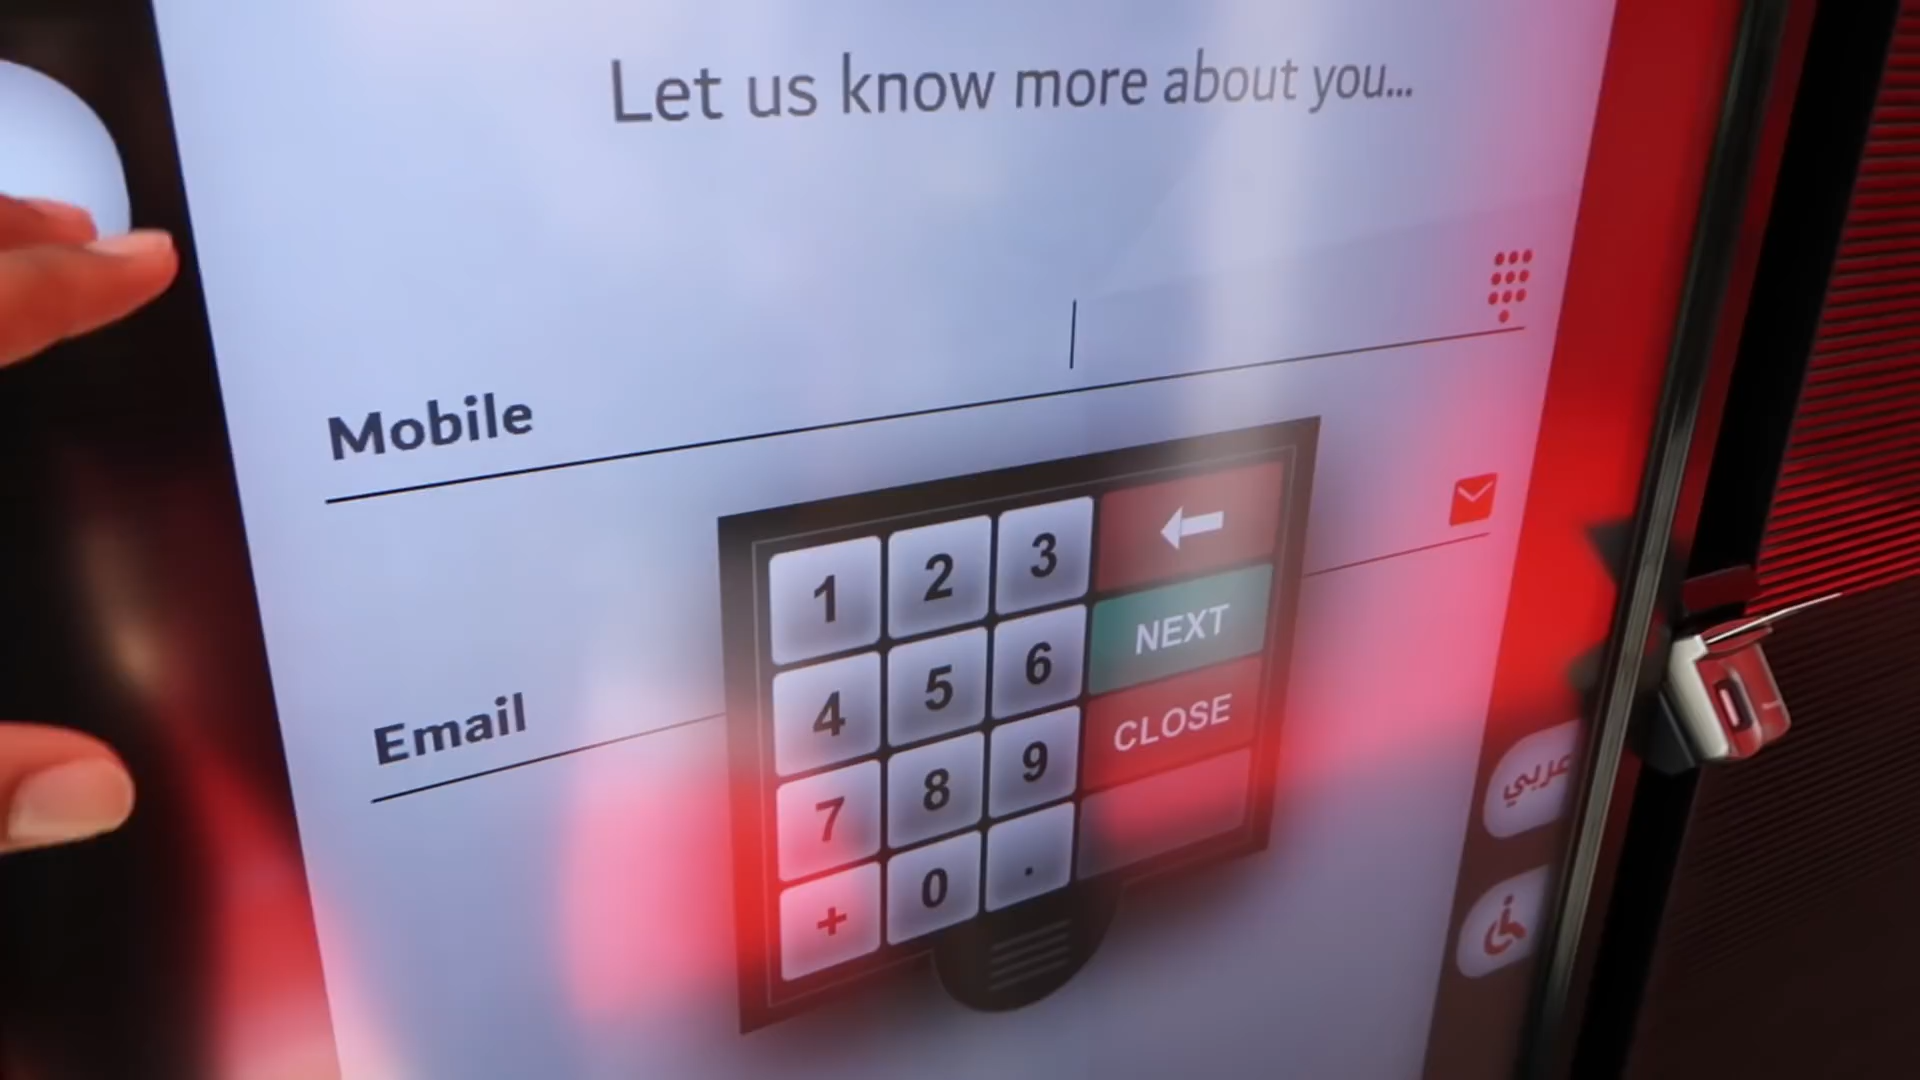 Let us know more about you...
Mobile
Email
1 2 3
4 5 6 NEXT
7 8 9 CLOSE
+ 0 .
عربي